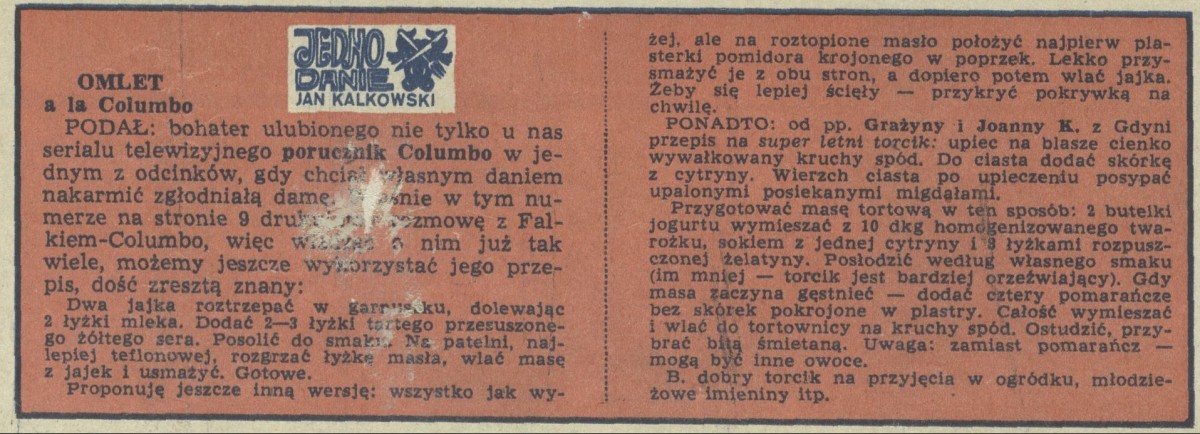 JEDNO
DANIE
JAN KALKOWSKI
OMLET
a la Columbo
PODAŁ: bohater ulubionego nie tylko u nas
serialu telewizyjnego porucznik Columbo w je-
dnym z odcinków, gdy chciał własnym daniem
nakarmić zgłodniałą damę. w tym nu-
merze na stronie 9 rozmowę z Fal-
kiem-Columbo, więc o nim już tak
wiele, możemy jeszcze wykorzystać jego prze-
pis, dość zresztą znany:
Dwa jajka roztrzepać w garnuszku, dolewając
2 łyżki mleka. Dodać 2—3 łyżki tartego przesuszone-
go żółtego sera. Posolić do smaku. Na patelni, naj-
lepiej teflonowej, rozgrzać łyżkę masła, wlać masę
z jajek i usmażyć. Gotowe.
Proponuję jeszcze inną wersję: wszystko jak wy-
żej, ale na roztopione masło położyć najpierw pla-
sterki pomidora krojonego w poprzek. Lekko przy-
smażyć je z obu stron, a dopiero potem wlać jajka.
Żeby się lepiej ścięły — przykryć pokrywką na
chwilę.
PONADTO: od pp. Grażyny i Joanny K. z Gdyni
przepis na super letni torcik: upiec na blasze cienko
wywałkowany kruchy spód. Do ciasta dodać skórkę
z cytryny. Wierzch ciasta po upieczeniu posypać
upalonymi posiekanymi migdałami.
Przygotować masę tortową w ten sposób: 2 butelki
jogurtu wymieszać z 10 dkg homogenizowanego twa-
rożku, sokiem z jednej cytryny i 8 łyżkami rozpusz-
czonej żelatyny. Posłodzić według własnego smaku
(im mniej — torcik jest bardziej orzeźwiający). Gdy
masa zaczyna gęstnieć — dodać cztery pomarańcze
bez skórek pokrojone w plastry. Całość wymieszać
i wlać do tortownicy na kruchy spód. Ostudzić, przy-
brać bitą śmietaną. Uwaga: zamiast pomarańcz —
mogą być inne owoce.
B. dobry torcik na przyjęcia w ogródku, młodzie-
żowe imieniny itp.